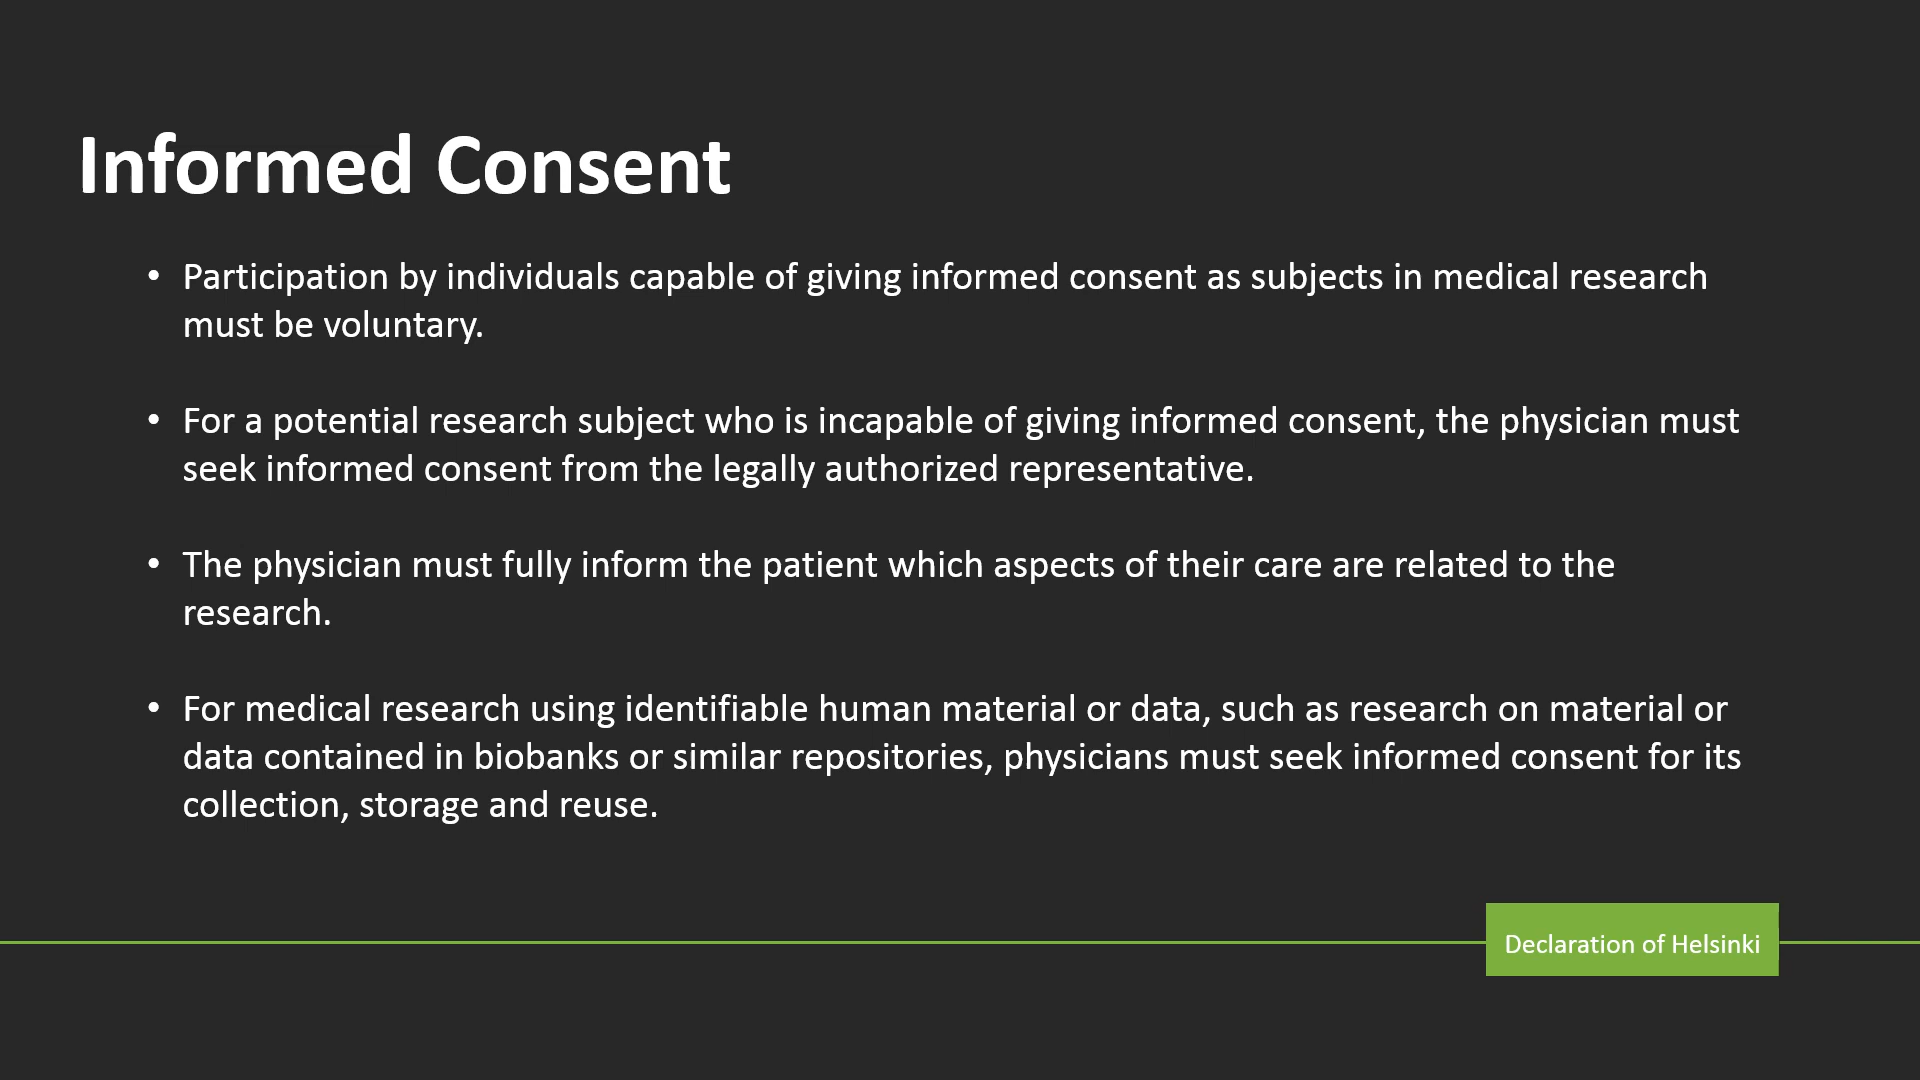 Informed Consent
• Participation by individuals capable of giving informed consent as subjects in medical research
must be voluntary.
• For a potential research subject who is incapable of giving informed consent, the physician must
seek informed consent from the legally authorized representative.
• The physician must fully inform the patient which aspects of their care are related to the
research.
• For medical research using identifiable human material or data, such as research on material or
data contained in biobanks or similar repositories, physicians must seek informed consent for its
collection, storage and reuse.
Declaration of Helsinki